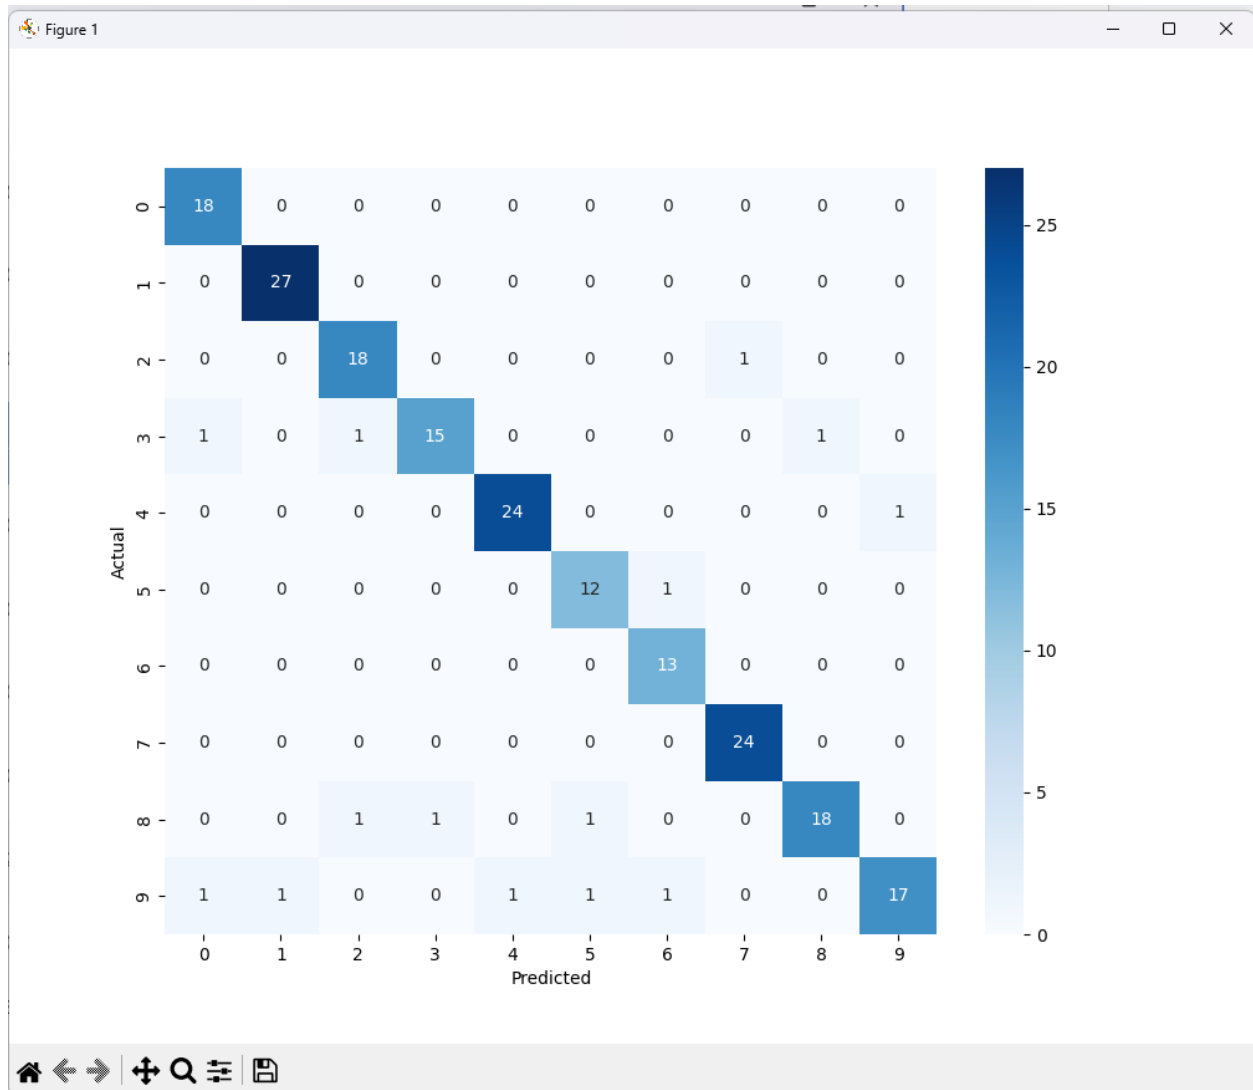 Figure 1
0 18 0 0 0 0 0 0 0 0 0
25
1 0 27 0 0 0 0 0 0 0 0
2 0 0 18 0 0 0 0 1 0 0
20
3 1 0 1 15 0 0 0 0 1 0
15
4 0 0 0 0 24 0 0 0 0 1
Actual
5 0 0 0 0 0 12 1 0 0 0
10
6 0 0 0 0 0 0 13 0 0 0
7 0 0 0 0 0 0 0 24 0 0
5
8 0 0 1 1 0 1 0 0 18 0
9 1 1 0 0 1 1 1 0 0 17
0
0 1 2 3 4 5 6 7 8 9
Predicted